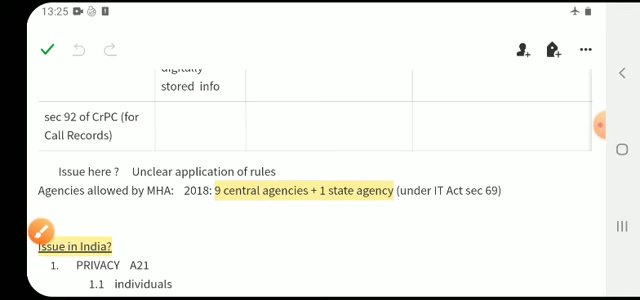 13:25
digitally
stored info
sec 92 of CrPC (for
Call Records)
Issue here ? Unclear application of rules
Agencies allowed by MHA: 2018: 9 central agencies + 1 state agency (under IT Act sec 69)
Issue in India?
1. PRIVACY A21
1.1 individuals